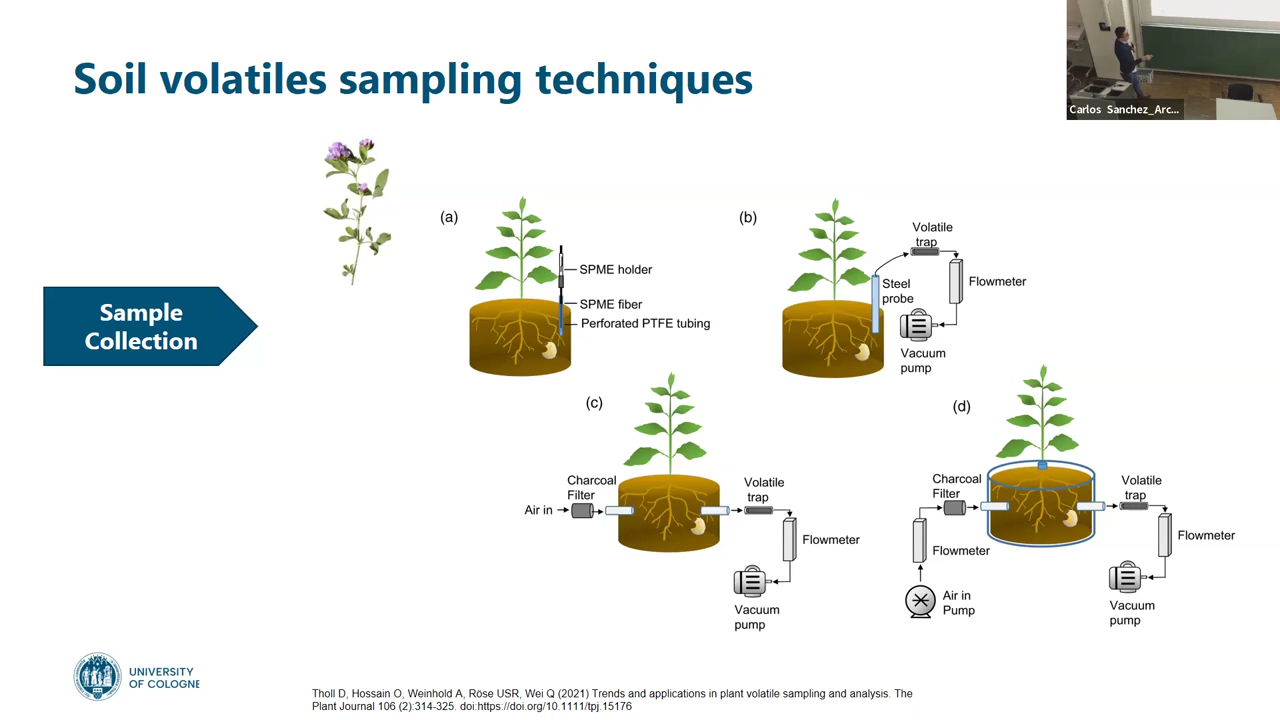 Soil volatiles sampling techniques
Carlos Sanchez_Arc...
Sample
Collection
(a)
SPME holder
SPME fiber
Perforated PTFE tubing
(b)
Volatile
trap
Steel
probe
Flowmeter
Vacuum
pump
(c)
Charcoal
Filter
Air in
Volatile
trap
Flowmeter
Vacuum
pump
(d)
Charcoal
Filter
Flowmeter
Air in
Pump
Volatile
trap
Flowmeter
Vacuum
pump
UNIVERSITY
OF COLOGNE
Tholl D, Hossain O, Weinhold A, Röse USR, Wei Q (2021) Trends and applications in plant volatile sampling and analysis. The
Plant Journal 106 (2):314-325. doi:https://doi.org/10.1111/tpj.15176